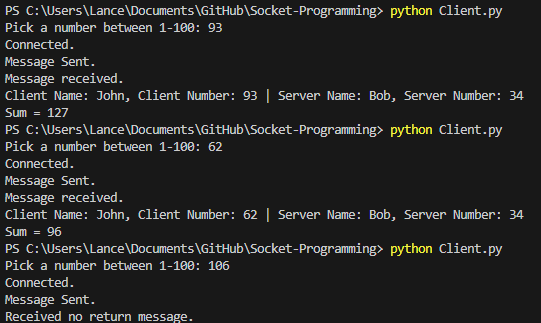 PS C:\Users\Lance\Documents\GitHub\Socket-Programming> python Client.py
Pick a number between 1-100: 93
Connected.
Message Sent.
Message received.
Client Name: John, Client Number: 93 | Server Name: Bob, Server Number: 34
Sum = 127
PS C:\Users\Lance\Documents\GitHub\Socket-Programming> python Client.py
Pick a number between 1-100: 62
Connected.
Message Sent.
Message received.
Client Name: John, Client Number: 62 | Server Name: Bob, Server Number: 34
Sum = 96
PS C:\Users\Lance\Documents\GitHub\Socket-Programming> python Client.py
Pick a number between 1-100: 106
Connected.
Message Sent.
Received no return message.